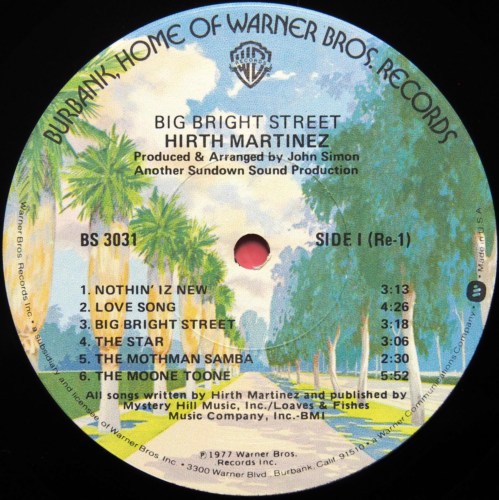 BURBANK, HOME OF WARNER BROS. RECORDS
WB
RECORDS
BIG BRIGHT STREET
HIRTH MARTINEZ
Produced & Arranged by John Simon
Another Sundown Sound Production
BS 3031
SIDE I (Re-1)
1. NOTHIN' IZ NEW 3:13
2. LOVE SONG 4:26
3. BIG BRIGHT STREET 3:18
4. THE STAR 3:06
5. THE MOTHMAN SAMBA 2:30
6. THE MOONE TOONE 5:52
All songs written by Hirth Martinez and published by
Mystery Hill Music, Inc./Loaves & Fishes
Music Company, Inc.-BMI
℗1977 Warner Bros.
Records Inc.
Warner Bros. Records Inc. • a subsidiary and licensee of Warner Bros. Inc. • 3300 Warner Blvd., Burbank, Calif. 91510 • a Warner Communications Company • Made in U.S.A.